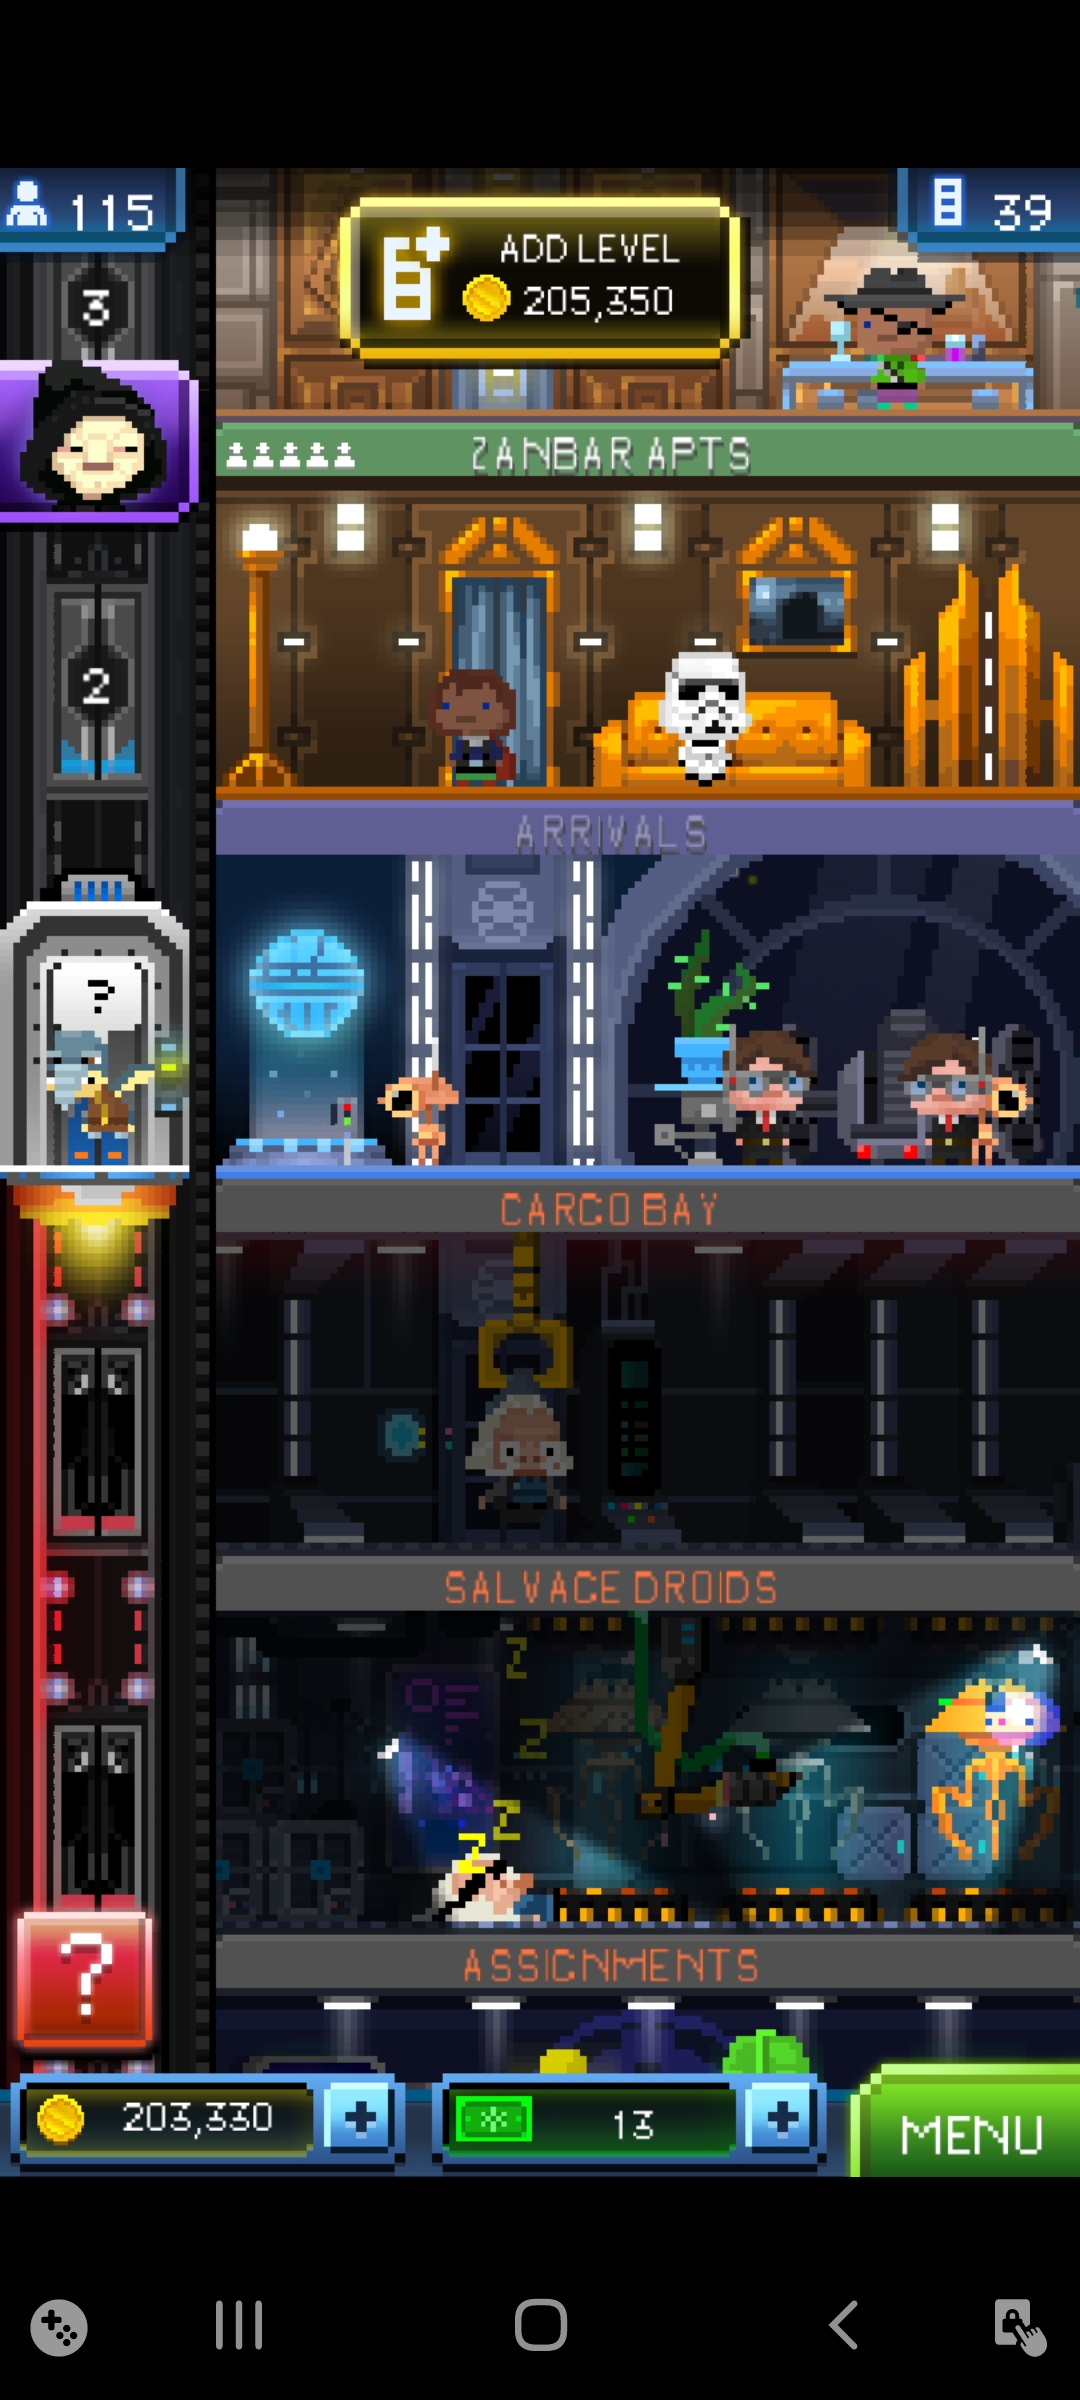 115
39
3
ADD LEVEL
205,350
ZANBAR APTS
2
ARRIVALS
?
CARGO BAY
SALVAGE DROIDS
Z
Z
Z
Z
?
ASSIGNMENTS
203,330
13
MENU